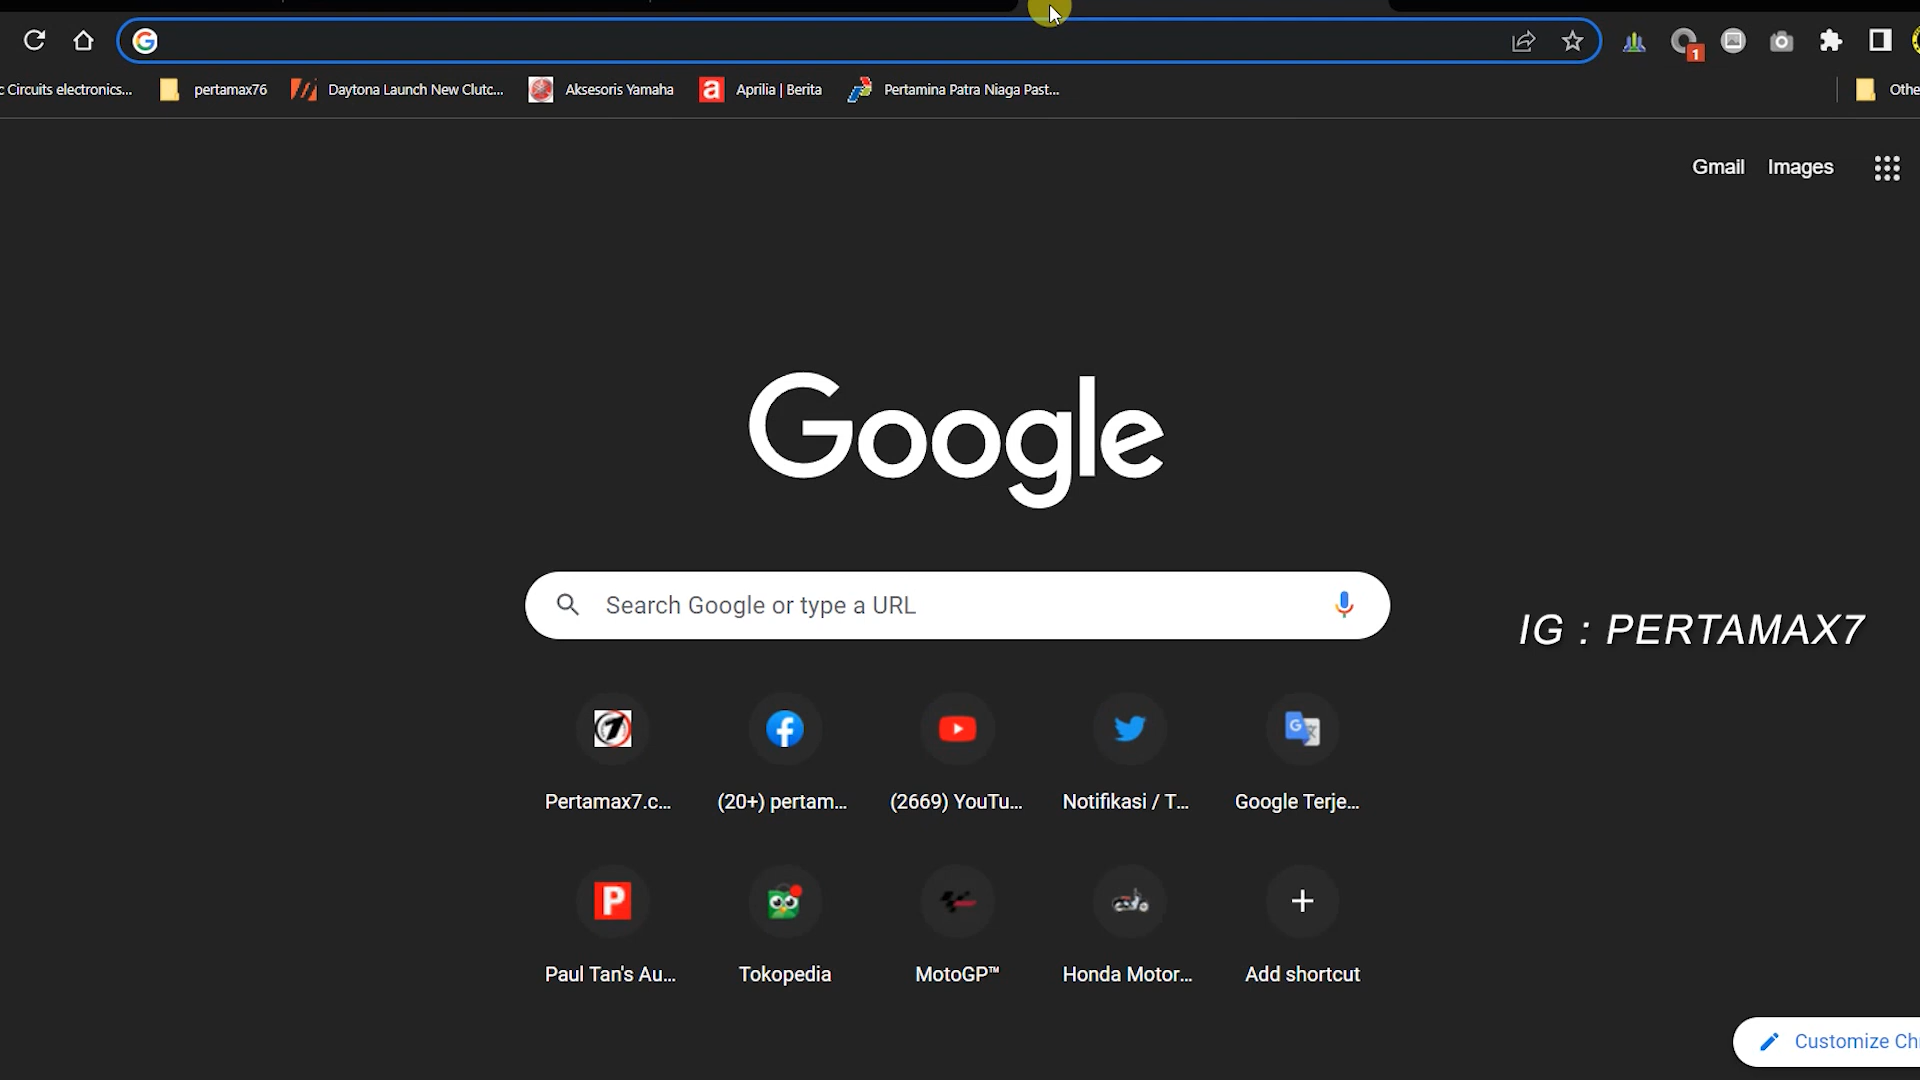 c Circuits electronics...
pertamax76
Daytona Launch New Clutc...
Aksesoris Yamaha
a
Aprilia | Berita
Pertamina Patra Niaga Past...
Othe
1
Gmail
Images
Google
Search Google or type a URL
IG : PERTAMAX7
Pertamax7.c...
(20+) pertam...
(2669) YouTu...
Notifikasi / T...
Google Terje...
P
Paul Tan's Au...
Tokopedia
MotoGP™
Honda Motor...
Add shortcut
Customize Ch